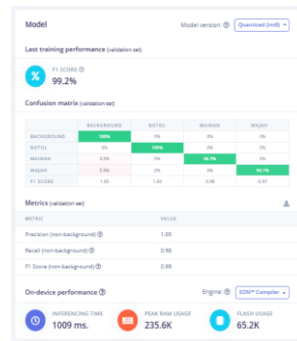 Model
Model version: Quantized (int8)
Last training performance (validation set)
F1 SCORE
99.2%
Confusion matrix (validation set)
BACKGROUND BOTOL MAINAN WAJAH
BACKGROUND 100% 0% 0% 0%
BOTOL 0% 100% 0% 0%
MAINAN 3.3% 0% 96.7% 0%
WAJAH 5.9% 0% 0% 94.1%
F1 SCORE 1.00 1.00 0.98 0.97
Metrics (validation set)
METRIC VALUE
Precision (non-background) 1.00
Recall (non-background) 0.98
F1 Score (non-background) 0.99
On-device performance Engine: EON™ Compiler
INFERENCING TIME PEAK RAM USAGE FLASH USAGE
1009 ms. 235.6K 65.2K